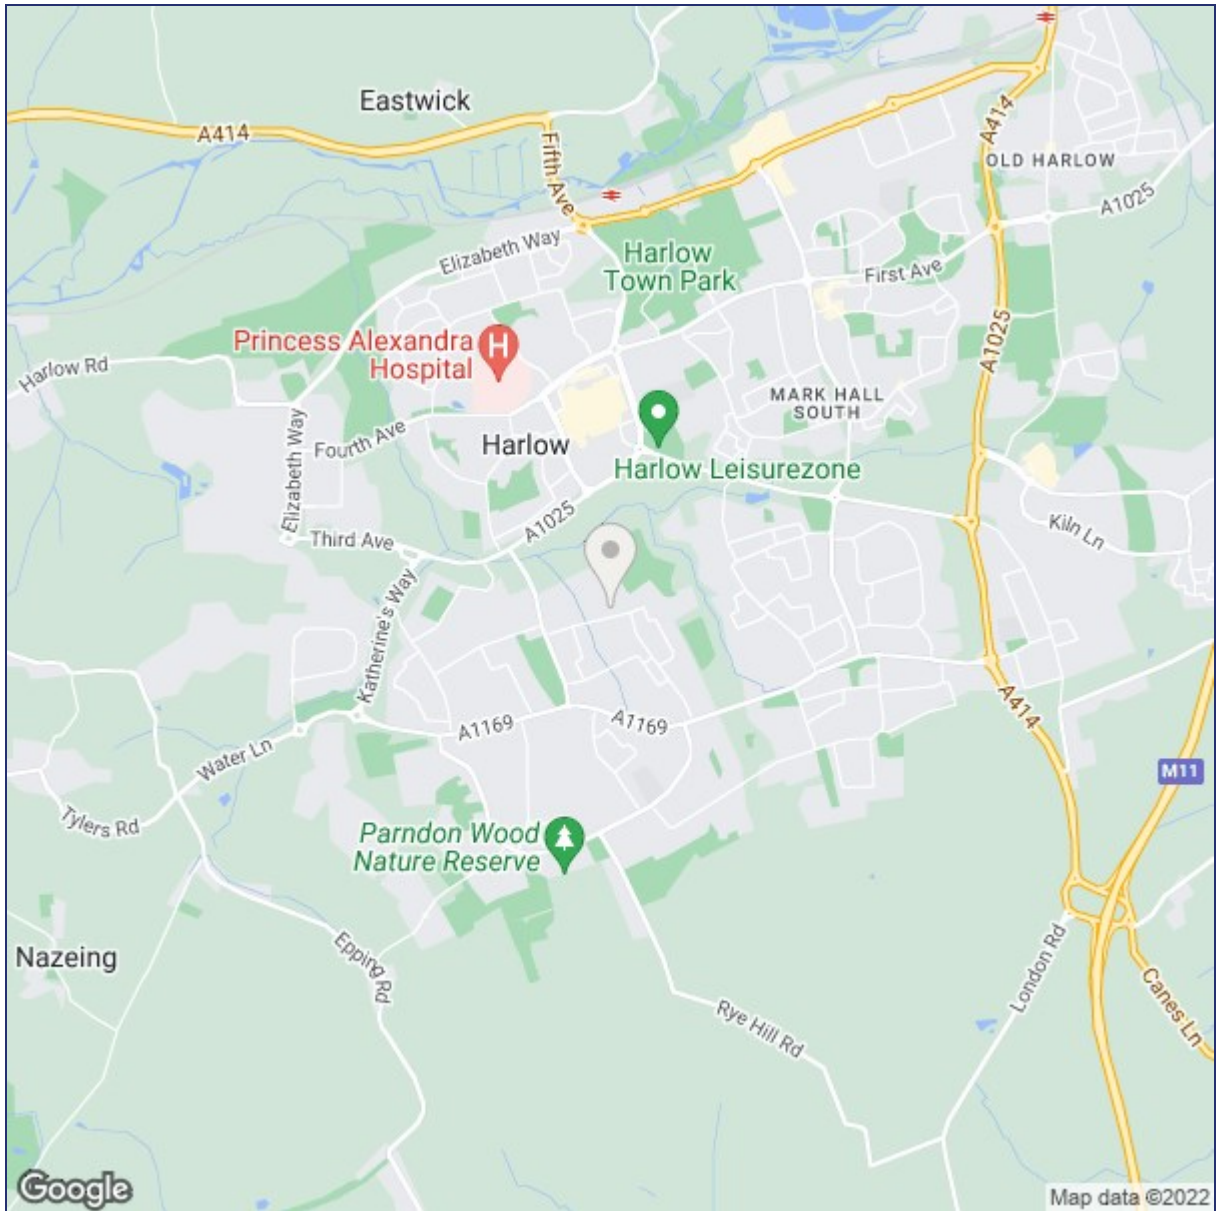 Eastwick
A414
Fifth Ave
A414
OLD HARLOW
A1025
Elizabeth Way
Harlow
Town Park
First Ave
Princess Alexandra
Hospital
H
Harlow Rd
A1025
MARK HALL
SOUTH
Elizabeth Way
Fourth Ave
Harlow
Harlow Leisurezone
A1025
Third Ave
Kiln Ln
Katherine's Way
A1169
A1169
A414
Water Ln
M11
Tylers Rd
Parndon Wood
Nature Reserve
Nazeing
Epping Rd
London Rd
Canes Ln
Rye Hill Rd
Google
Map data ©2022